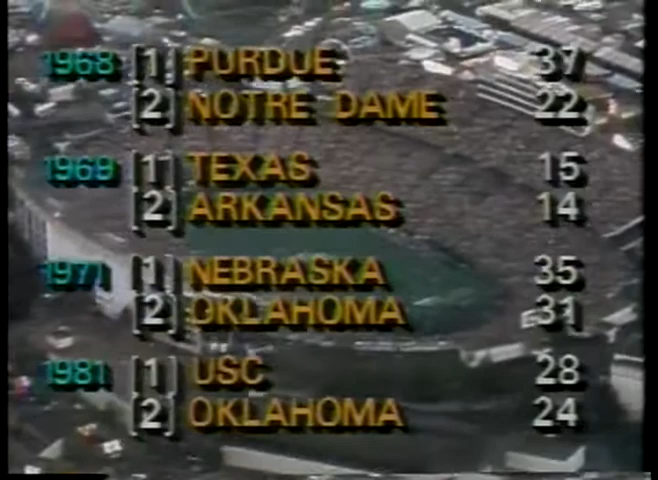 1968 [1] PURDUE 37
[2] NOTRE DAME 22
1969 [1] TEXAS 15
[2] ARKANSAS 14
1971 [1] NEBRASKA 35
[2] OKLAHOMA 31
1981 [1] USC 28
[2] OKLAHOMA 24